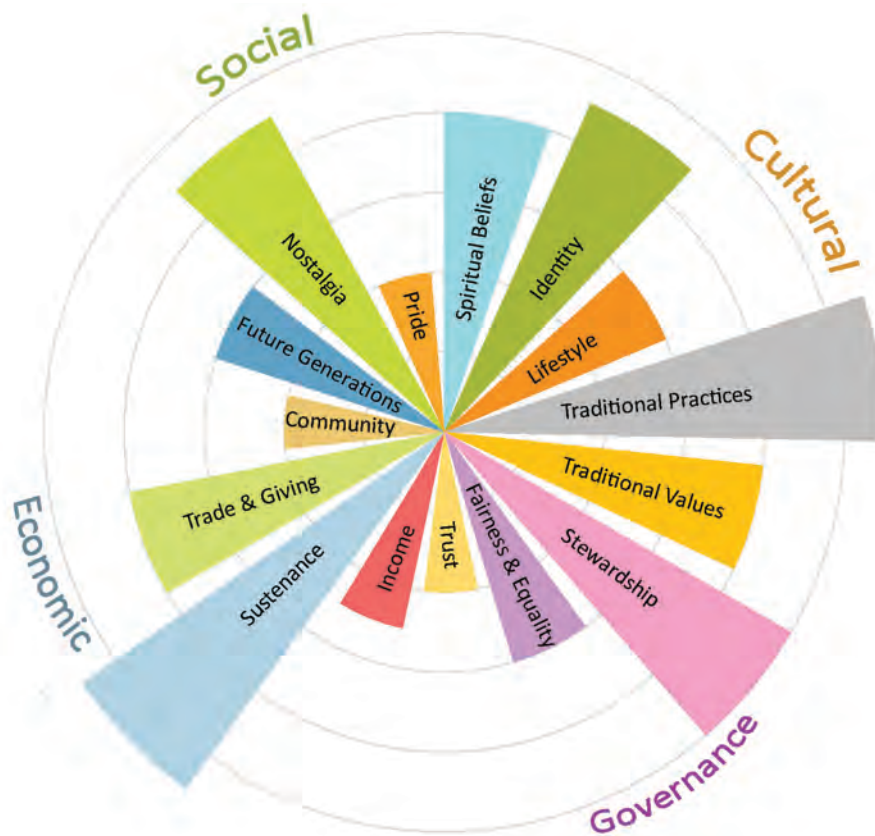 Social
Cultural
Economic
Governance
Spiritual Beliefs
Identity
Lifestyle
Traditional Practices
Traditional Values
Stewardship
Fairness & Equality
Trust
Income
Sustenance
Trade & Giving
Community
Future Generations
Nostalgia
Pride